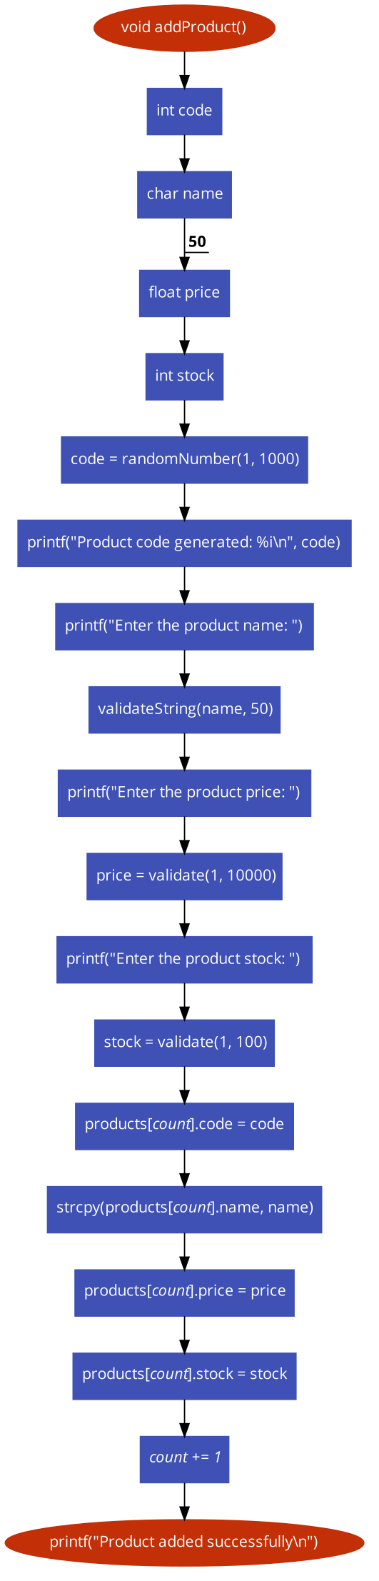 void addProduct()
int code
char name
50
float price
int stock
code = randomNumber(1, 1000)
printf("Product code generated: %i\n", code)
printf("Enter the product name: ")
validateString(name, 50)
printf("Enter the product price: ")
price = validate(1, 10000)
printf("Enter the product stock: ")
stock = validate(1, 100)
products[count].code = code
strcpy(products[count].name, name)
products[count].price = price
products[count].stock = stock
count += 1
printf("Product added successfully\n")